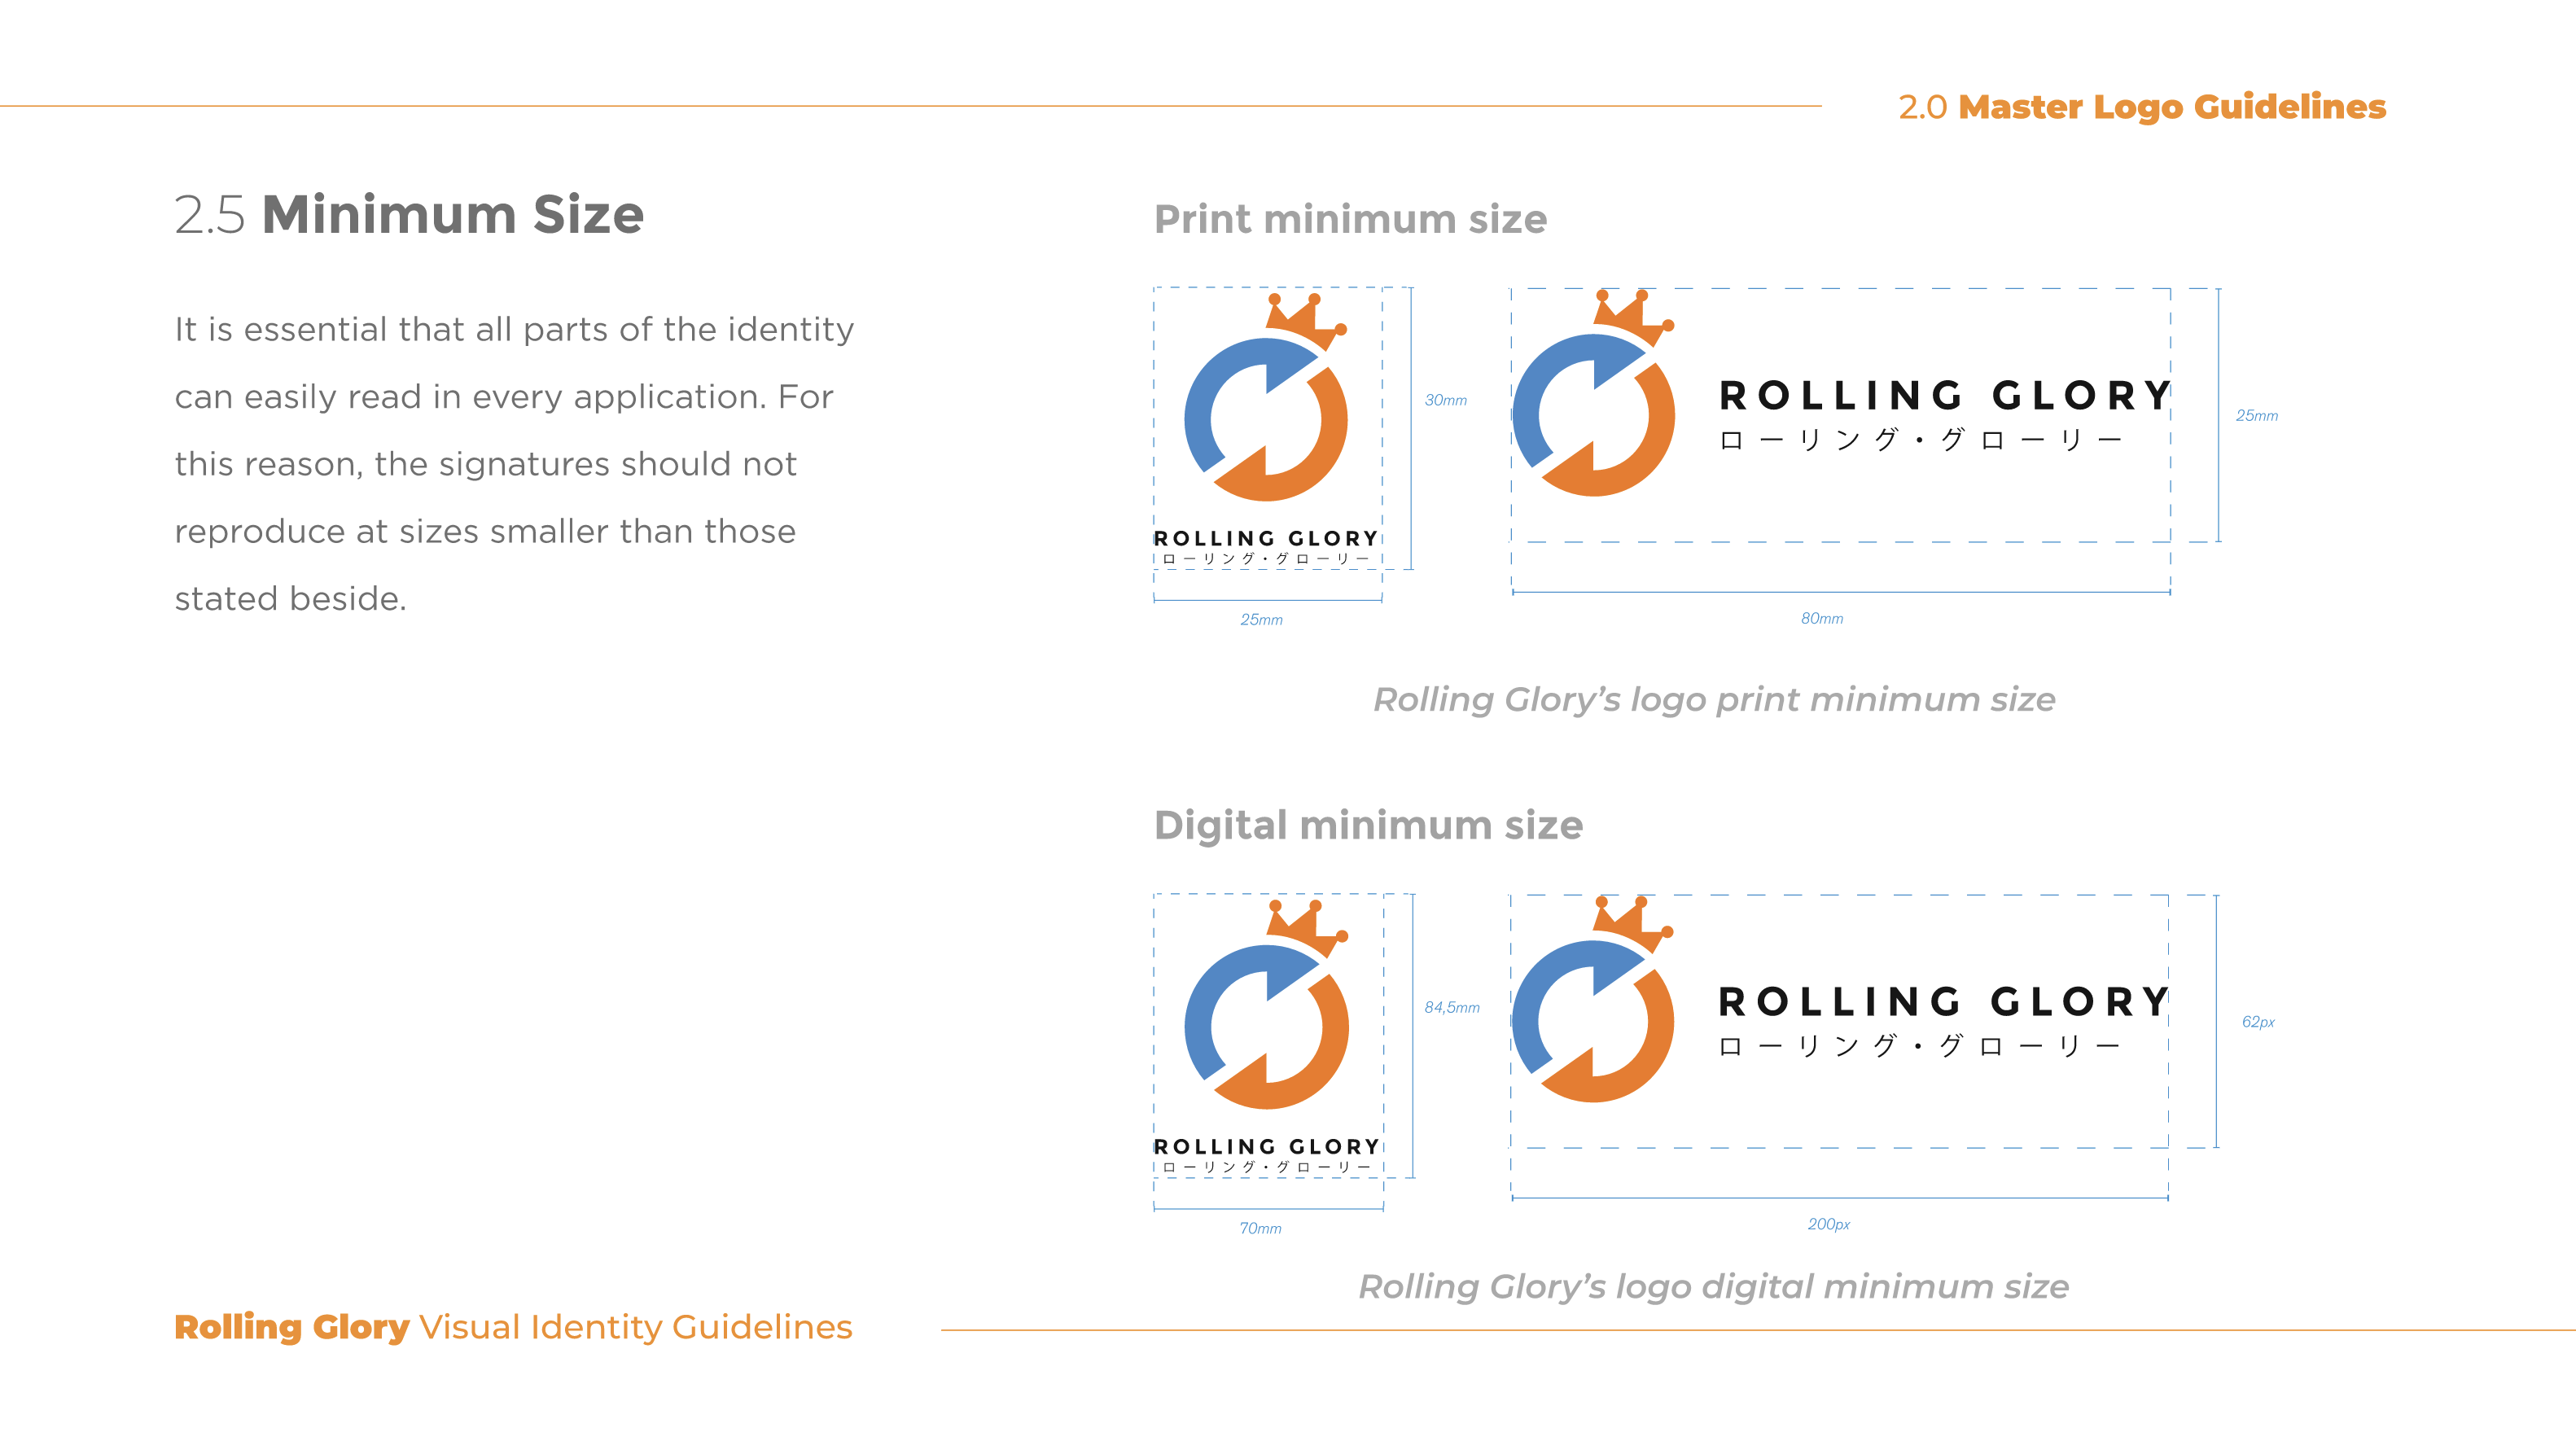 2.0 Master Logo Guidelines
2.5 Minimum Size
It is essential that all parts of the identity
can easily read in every application. For
this reason, the signatures should not
reproduce at sizes smaller than those
stated beside.
Print minimum size
ROLLING GLORY
ローリング・グローリー
30mm
25mm
ROLLING GLORY
ローリング・グローリー
25mm
80mm
Rolling Glory’s logo print minimum size
Digital minimum size
ROLLING GLORY
ローリング・グローリー
84,5mm
70mm
ROLLING GLORY
ローリング・グローリー
62px
200px
Rolling Glory’s logo digital minimum size
Rolling Glory Visual Identity Guidelines